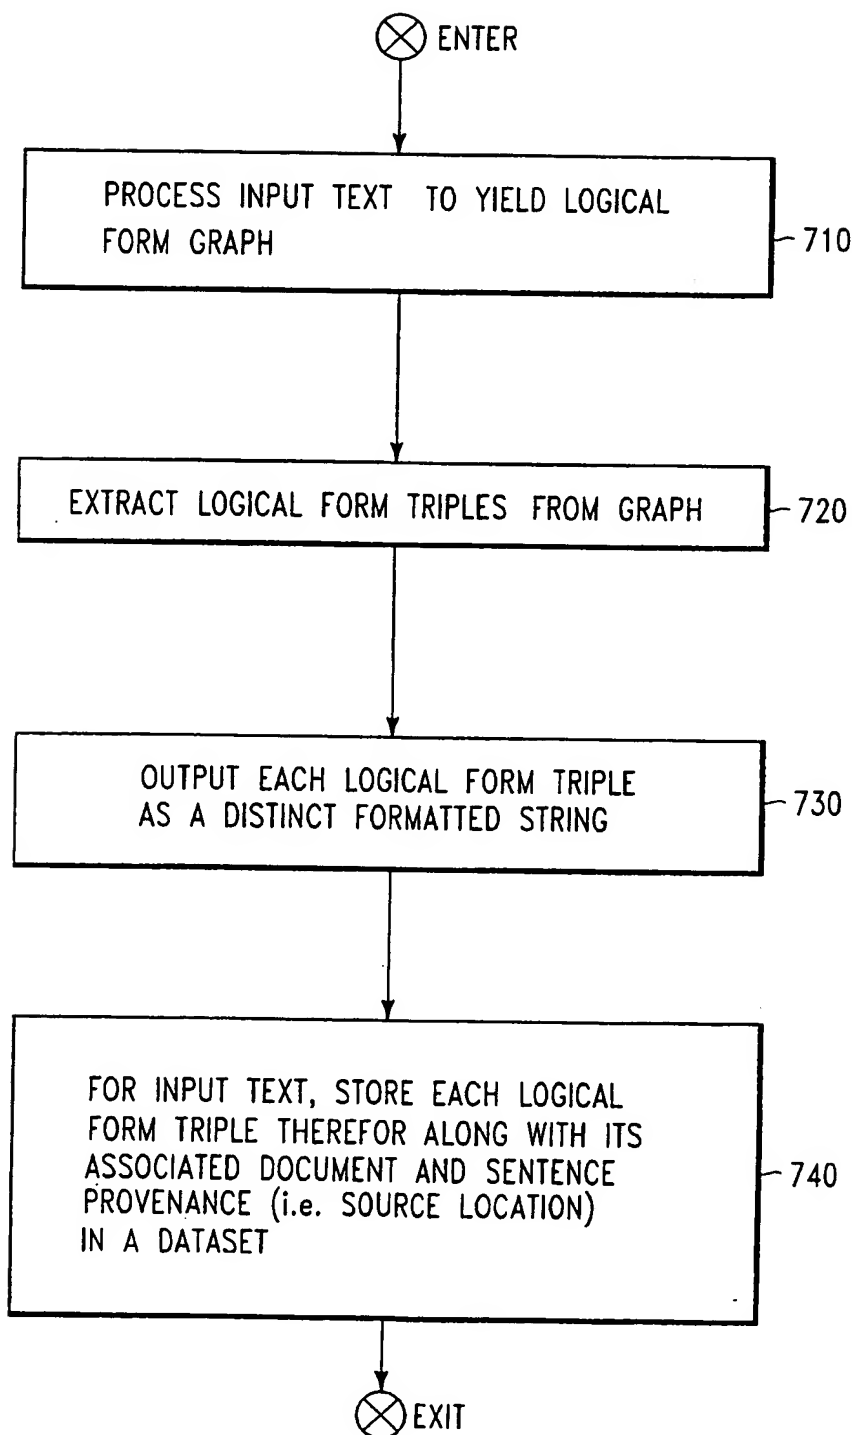 ENTER
PROCESS INPUT TEXT TO YIELD LOGICAL
FORM GRAPH
710
EXTRACT LOGICAL FORM TRIPLES FROM GRAPH
720
OUTPUT EACH LOGICAL FORM TRIPLE
AS A DISTINCT FORMATTED STRING
730
FOR INPUT TEXT, STORE EACH LOGICAL
FORM TRIPLE THEREFOR ALONG WITH ITS
ASSOCIATED DOCUMENT AND SENTENCE
PROVENANCE (i.e. SOURCE LOCATION)
IN A DATASET
740
EXIT